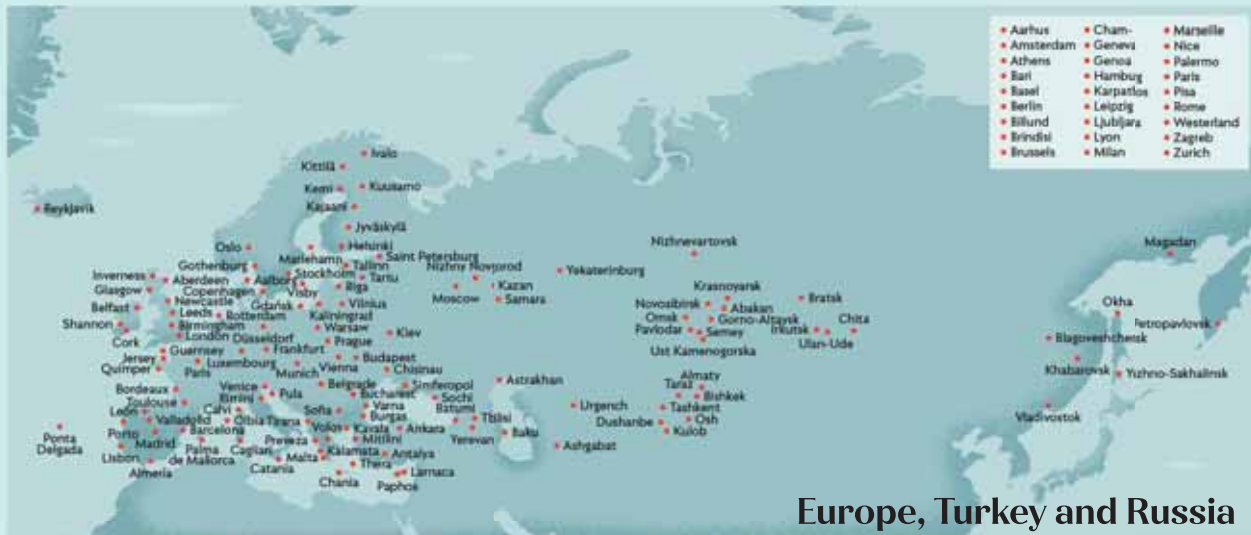 Aarhus
Amsterdam
Athens
Bari
Basel
Berlin
Billund
Brindisi
Brussels
Cham-
Geneva
Genoa
Hambug
Karpatlos
Leipzig
Ljubljara
Lyon
Milan
Marseille
Nice
Palermo
Paris
Pisa
Rome
Westerland
Zagreb
Zurich
Ivalo
Kittilä
Kemi
Kuusamo
Kajaani
Reykjavik
Jyväskylä
Oslo
Helsinki
Mariehamn
Saint Petersburg
Nizhnevartovsk
Magadan
Gothenburg
Tallinn
Nizhny Novgorod
Yekaterinburg
Inverness
Aberdeen
Aalborg
Stockholm
Tartu
Glasgow
Copenhagen
Visby
Riga
Kazan
Krasnoyarsk
Moscow
Samara
Bratsk
Belfast
Newcastle
Gdańsk
Vilnius
Novosibirsk
Abakan
Okha
Leeds
Rotterdam
Kaliningrad
Omsk
Gorno-Altaysk
Chita
Shannon
Birmingham
Warsaw
Kiev
Pavlodar
Semey
Irkutsk
Petropavlovsk
Cork
London
Düsseldorf
Prague
Ulan-Ude
Blagoveshchensk
Guernsey
Frankfurt
Ust Kamenogorska
Jersey
Luxembourg
Vienna
Budapest
Quimper
Paris
Munich
Chisinau
Almaty
Khabarovsk
Yizhno-Sakhalinsk
Bordeaux
Venice
Belgrade
Simferopol
Astrakhan
Taraz
Toulouse
Rimini
Pula
Bucharest
Sochi
Bishkek
León
Calvi
Sofia
Varna
Batumi
Urgench
Tashkent
Vladivostok
Valladolid
Olbia
Tirana
Burgas
Tbilisi
Dushanbe
Osh
Porto
Barcelona
Volos
Kavala
Ankara
Baku
Kulob
Ponta
Delgada
Madrid
Preveza
Mitilini
Yerevan
Ashgabat
Lisbon
Palma
de Mallorca
Cagliari
Malta
Kalamata
Antalya
Almeria
Catania
Thera
Larnaca
Chania
Paphos
Europe, Turkey and Russia